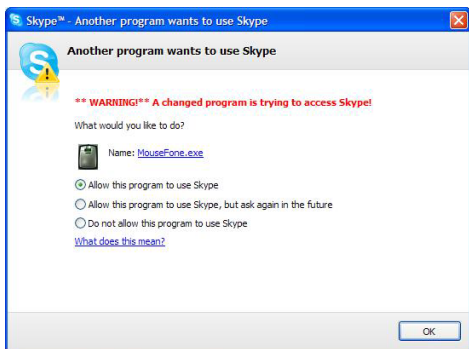 Skype™ - Another program wants to use Skype
Another program wants to use Skype
** WARNING!** A changed program is trying to access Skype!
What would you like to do?
Name: MouseFone.exe
Allow this program to use Skype
Allow this program to use Skype, but ask again in the future
Do not allow this program to use Skype
What does this mean?
OK